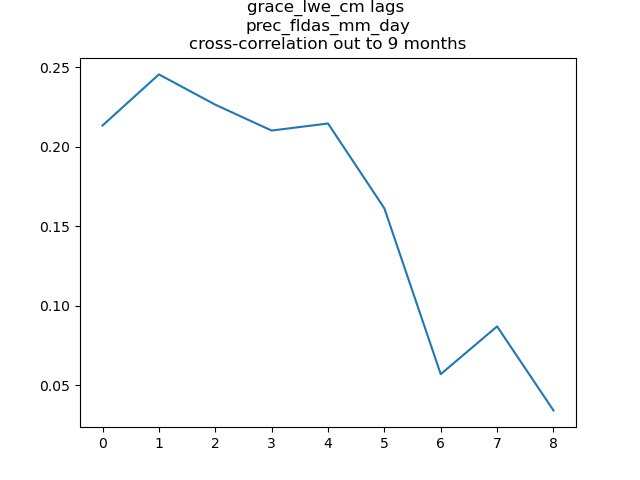 grace_lwe_cm lags
prec_fldas_mm_day
cross-correlation out to 9 months
0.25
0.20
0.15
0.10
0.05
0 1 2 3 4 5 6 7 8